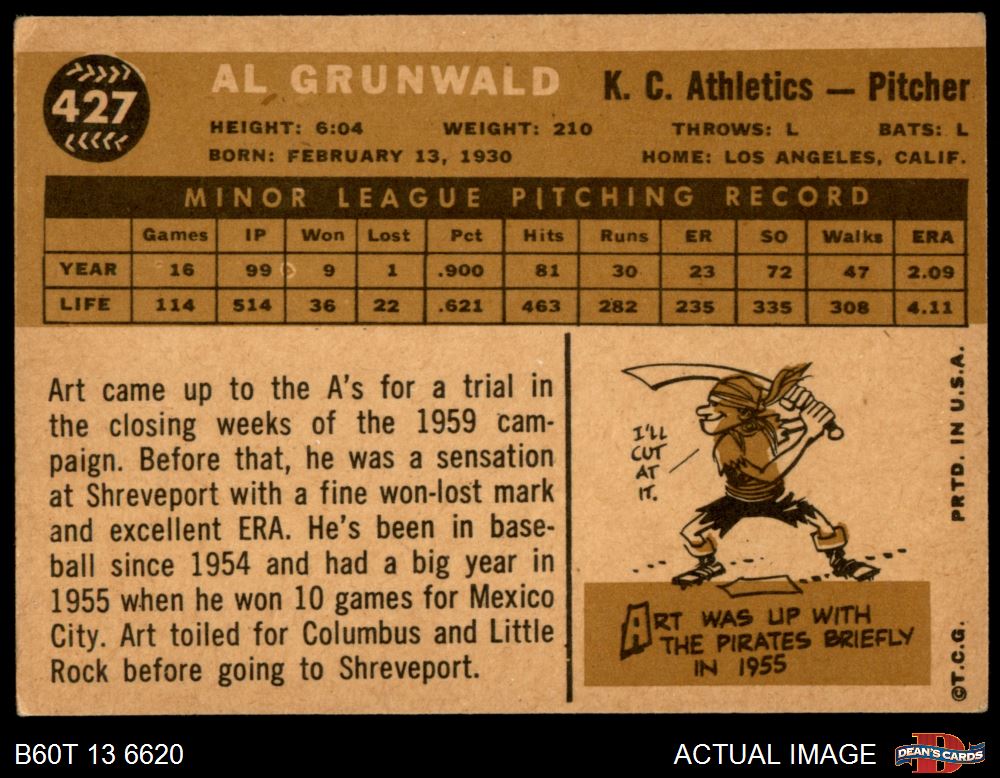 427
AL GRUNWALD
K. C. Athletics — Pitcher
HEIGHT: 6:04 WEIGHT: 210 THROWS: L BATS: L
BORN: FEBRUARY 13, 1930 HOME: LOS ANGELES, CALIF.
MINOR LEAGUE PITCHING RECORD
Games IP Won Lost Pct Hits Runs ER SO Walks ERA
YEAR 16 99 9 1 .900 81 30 23 72 47 2.09
LIFE 114 514 36 22 .621 463 282 235 335 308 4.11
Art came up to the A's for a trial in
the closing weeks of the 1959 cam-
paign. Before that, he was a sensation
at Shreveport with a fine won-lost mark
and excellent ERA. He's been in base-
ball since 1954 and had a big year in
1955 when he won 10 games for Mexico
City. Art toiled for Columbus and Little
Rock before going to Shreveport.
I'LL
CUT
AT
IT.
ART WAS UP WITH
THE PIRATES BRIEFLY
IN 1955
PRTD. IN U.S.A.
©T.C.G.
B60T 13 6620
ACTUAL IMAGE
D
DEAN'S CARDS